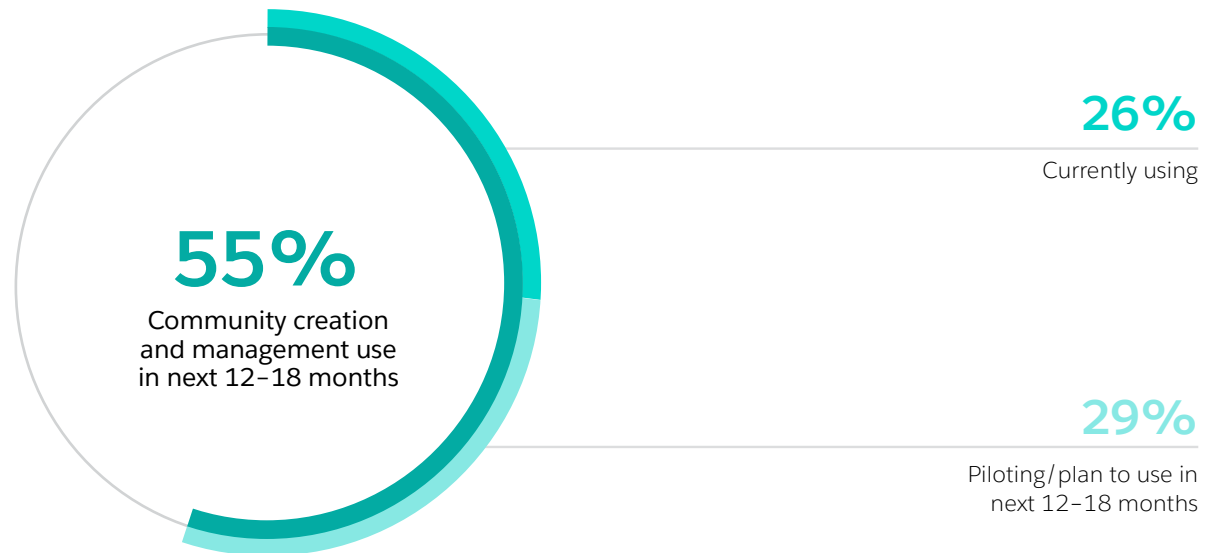 55%
Community creation
and management use
in next 12–18 months
26%
Currently using
29%
Piloting/plan to use in
next 12–18 months